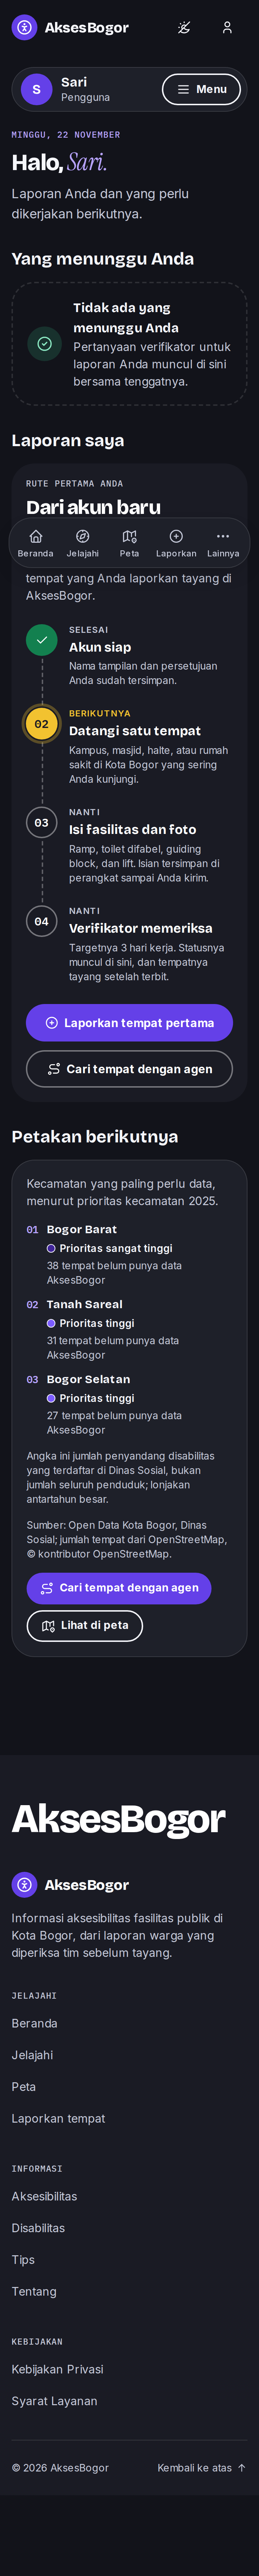 AksesBogor
S
Sari
Pengguna
Menu
MINGGU, 22 NOVEMBER
Halo, Sari.
Laporan Anda dan yang perlu
dikerjakan berikutnya.
Yang menunggu Anda
Tidak ada yang
menunggu Anda
Pertanyaan verifikator untuk
laporan Anda muncul di sini
bersama tenggatnya.
Laporan saya
RUTE PERTAMA ANDA
Dari akun baru
Beranda
Jelajahi
Peta
Laporkan
Lainnya
tempat yang Anda laporkan tayang di
AksesBogor.
SELESAI
Akun siap
Nama tampilan dan persetujuan
Anda sudah tersimpan.
02
BERIKUTNYA
Datangi satu tempat
Kampus, masjid, halte, atau rumah
sakit di Kota Bogor yang sering
Anda kunjungi.
03
NANTI
Isi fasilitas dan foto
Ramp, toilet difabel, guiding
block, dan lift. Isian tersimpan di
perangkat sampai Anda kirim.
04
NANTI
Verifikator memeriksa
Targetnya 3 hari kerja. Statusnya
muncul di sini, dan tempatnya
tayang setelah terbit.
Laporkan tempat pertama
Cari tempat dengan agen
Petakan berikutnya
Kecamatan yang paling perlu data,
menurut prioritas kecamatan 2025.
01 Bogor Barat
Prioritas sangat tinggi
38 tempat belum punya data
AksesBogor
02 Tanah Sareal
Prioritas tinggi
31 tempat belum punya data
AksesBogor
03 Bogor Selatan
Prioritas tinggi
27 tempat belum punya data
AksesBogor
Angka ini jumlah penyandang disabilitas
yang terdaftar di Dinas Sosial, bukan
jumlah seluruh penduduk; lonjakan
antartahun besar.
Sumber: Open Data Kota Bogor, Dinas
Sosial; jumlah tempat dari OpenStreetMap,
© kontributor OpenStreetMap.
Cari tempat dengan agen
Lihat di peta
AksesBogor
AksesBogor
Informasi aksesibilitas fasilitas publik di
Kota Bogor, dari laporan warga yang
diperiksa tim sebelum tayang.
JELAJAHI
Beranda
Jelajahi
Peta
Laporkan tempat
INFORMASI
Aksesibilitas
Disabilitas
Tips
Tentang
KEBIJAKAN
Kebijakan Privasi
Syarat Layanan
© 2026 AksesBogor
Kembali ke atas ↑